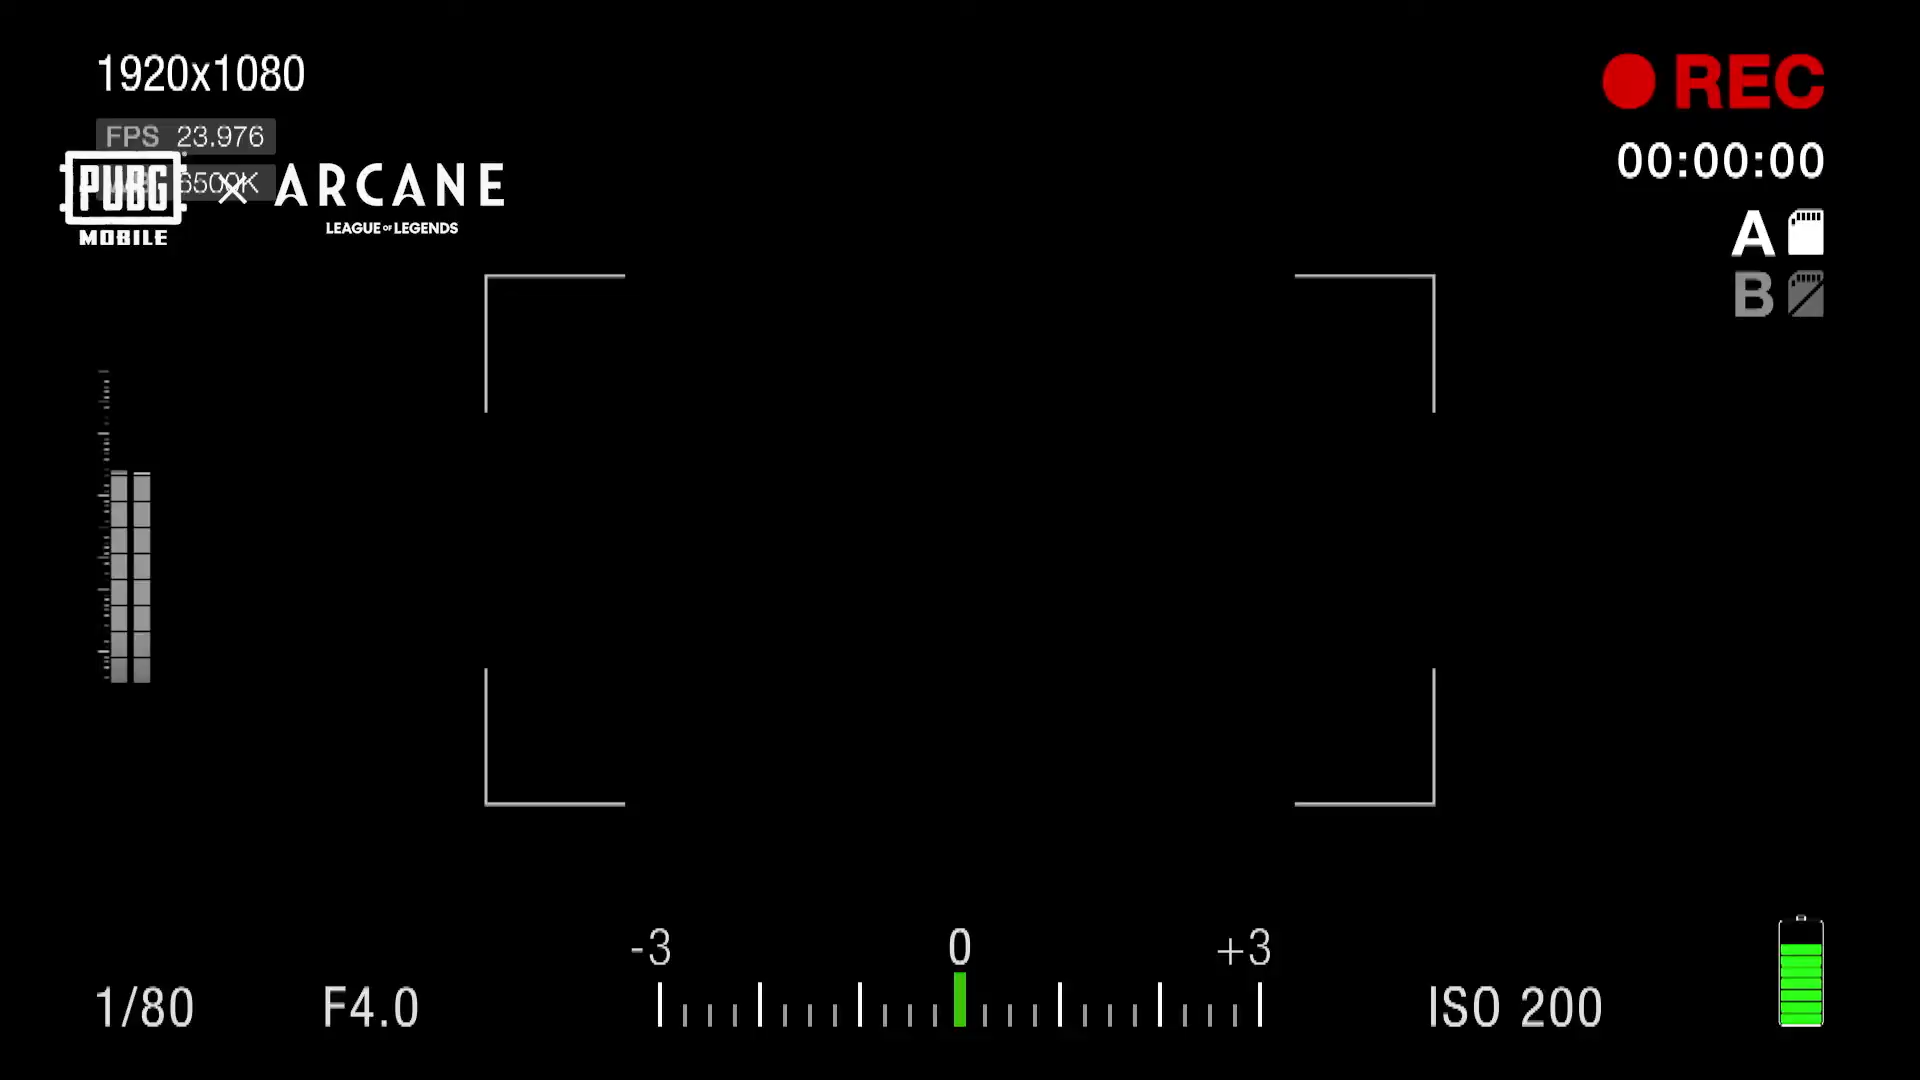 1920x1080
REC
FPS 23.976
00:00:00
6500K
PUBG
MOBILE
X ARCANE
LEAGUE OF LEGENDS
A
B
-3 0 +3
1/80 F4.0 ISO 200